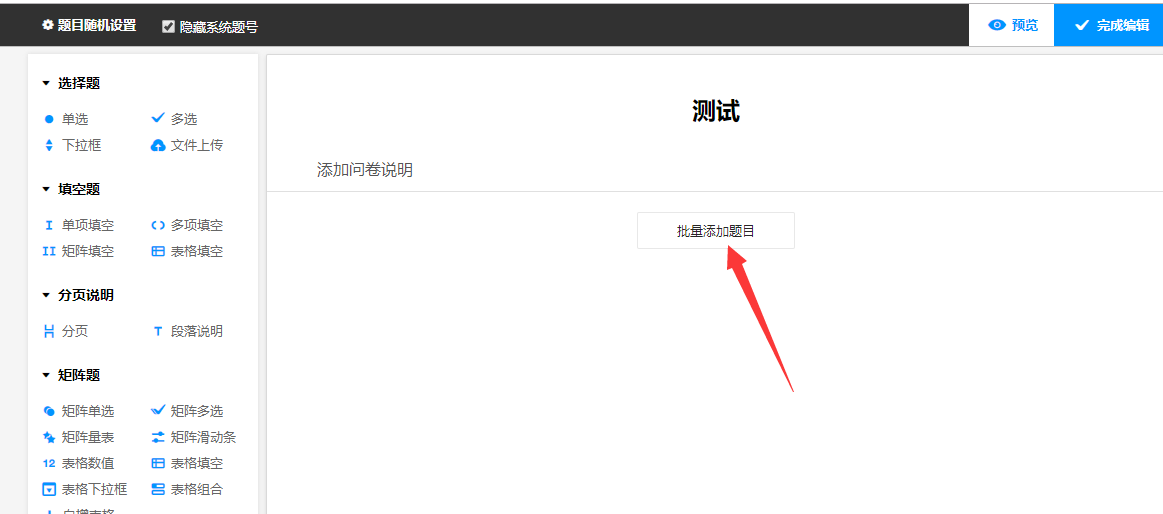 题目随机设置 隐藏系统题号 预览 完成编辑
选择题
单选 多选
下拉框 文件上传
填空题
单项填空 多项填空
矩阵填空 表格填空
分页说明
分页 段落说明
矩阵题
矩阵单选 矩阵多选
矩阵量表 矩阵滑动条
12 表格数值 表格填空
表格下拉框 表格组合
自增表格
测试
添加问卷说明
批量添加题目